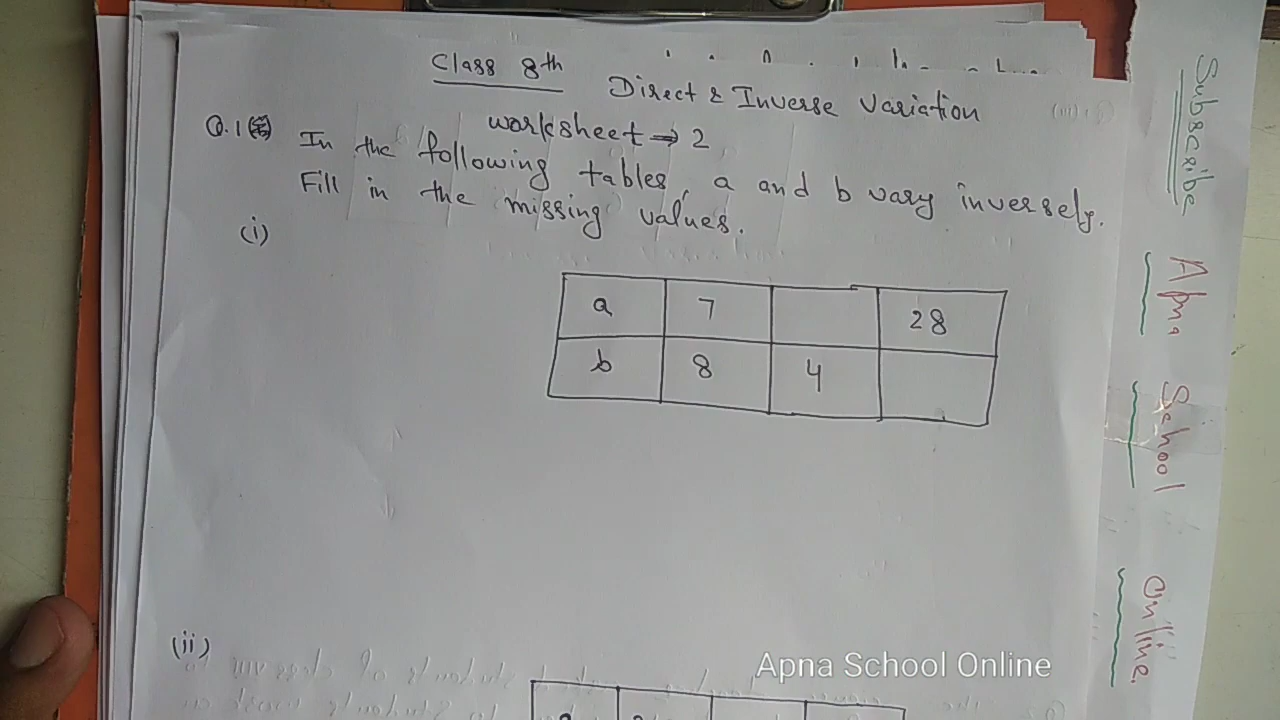 Class 8th
Direct & Inverse Variation
worksheet → 2
Q.1 In the following tables, a and b vary inversely.
Fill in the missing values.
(i)
a 7 28
b 8 4
(ii)
Subscribe Apna School Online.
Apna School Online